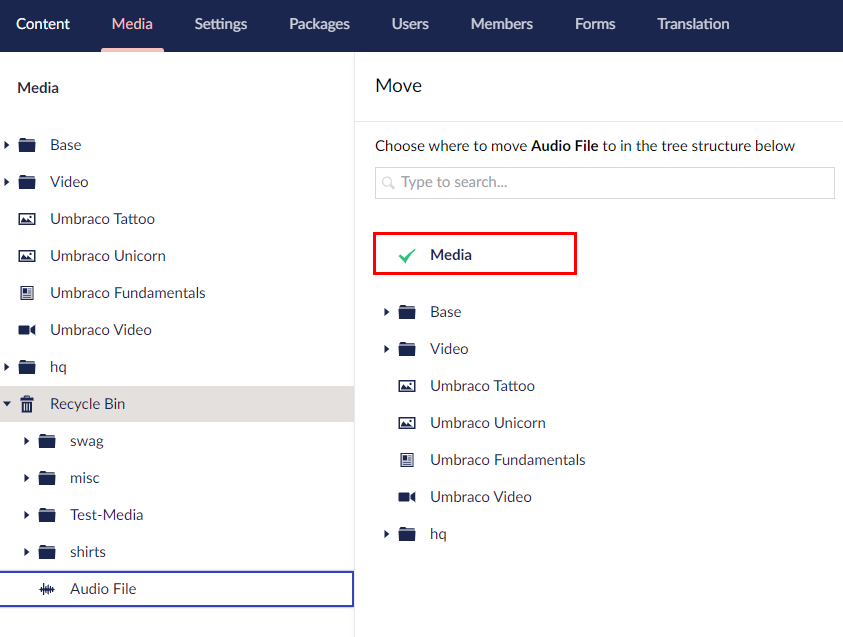 Content Media Settings Packages Users Members Forms Translation
Media
Base
Video
Umbraco Tattoo
Umbraco Unicorn
Umbraco Fundamentals
Umbraco Video
hq
Recycle Bin
swag
misc
Test-Media
shirts
Audio File
Move
Choose where to move Audio File to in the tree structure below
Type to search...
Media
Base
Video
Umbraco Tattoo
Umbraco Unicorn
Umbraco Fundamentals
Umbraco Video
hq